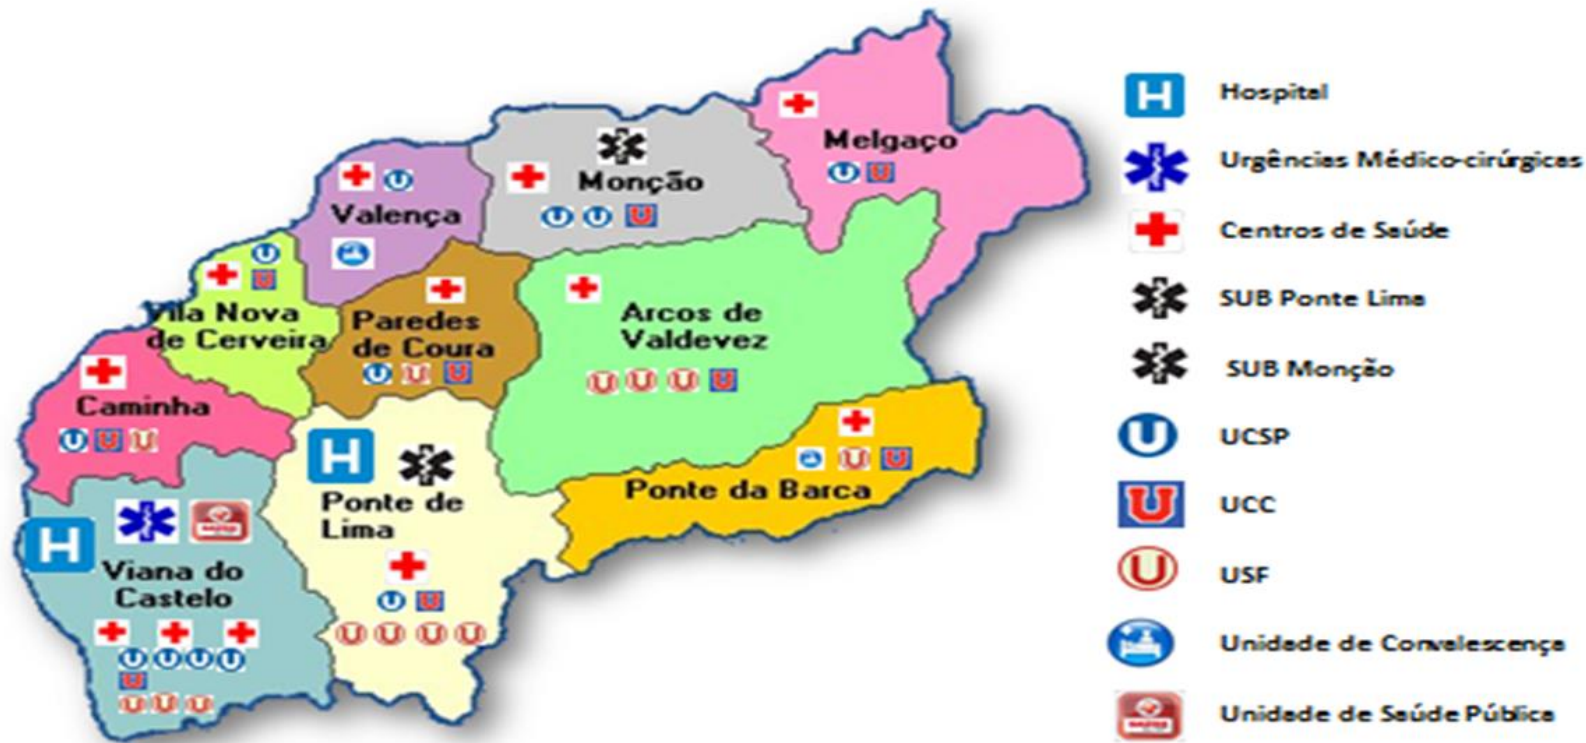 Melgaço
Monção
Valença
Vila Nova
de Cerveira
Paredes
de Coura
Arcos de
Valdevez
Caminha
Ponte da Barca
Ponte de
Lima
Viana do
Castelo
H Hospital
Urgências Médico-cirúrgicas
Centros de Saúde
SUB Ponte Lima
SUB Monção
U UCSP
U UCC
U USF
Unidade de Convalescença
Unidade de Saúde Pública